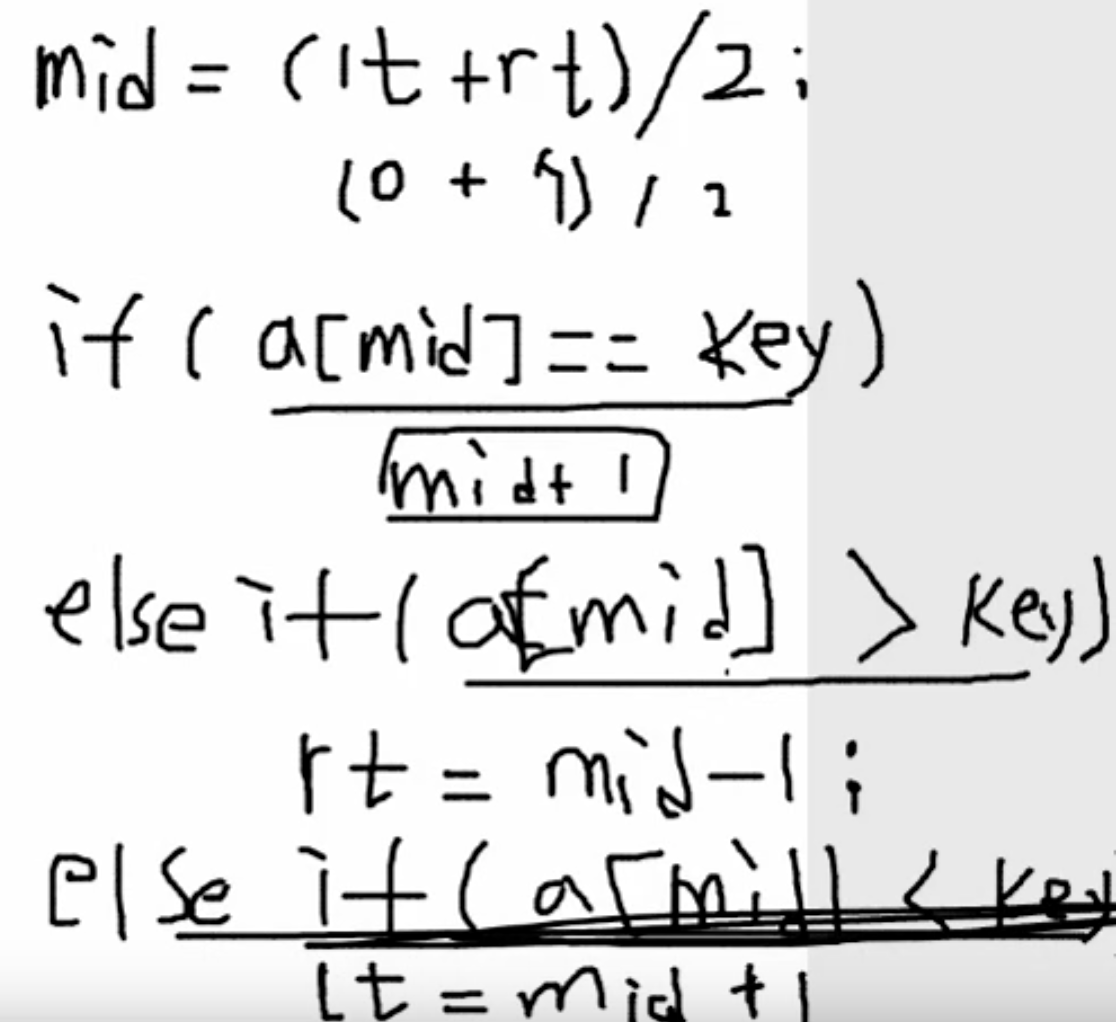 mid = (lt +rt)/2;
(0 + 9) / 2
if ( a[mid] == key)
mid+ 1
else if ( a[mid] > key)
rt = mid-1;
else if ( a[mid] < key
lt = mid + 1